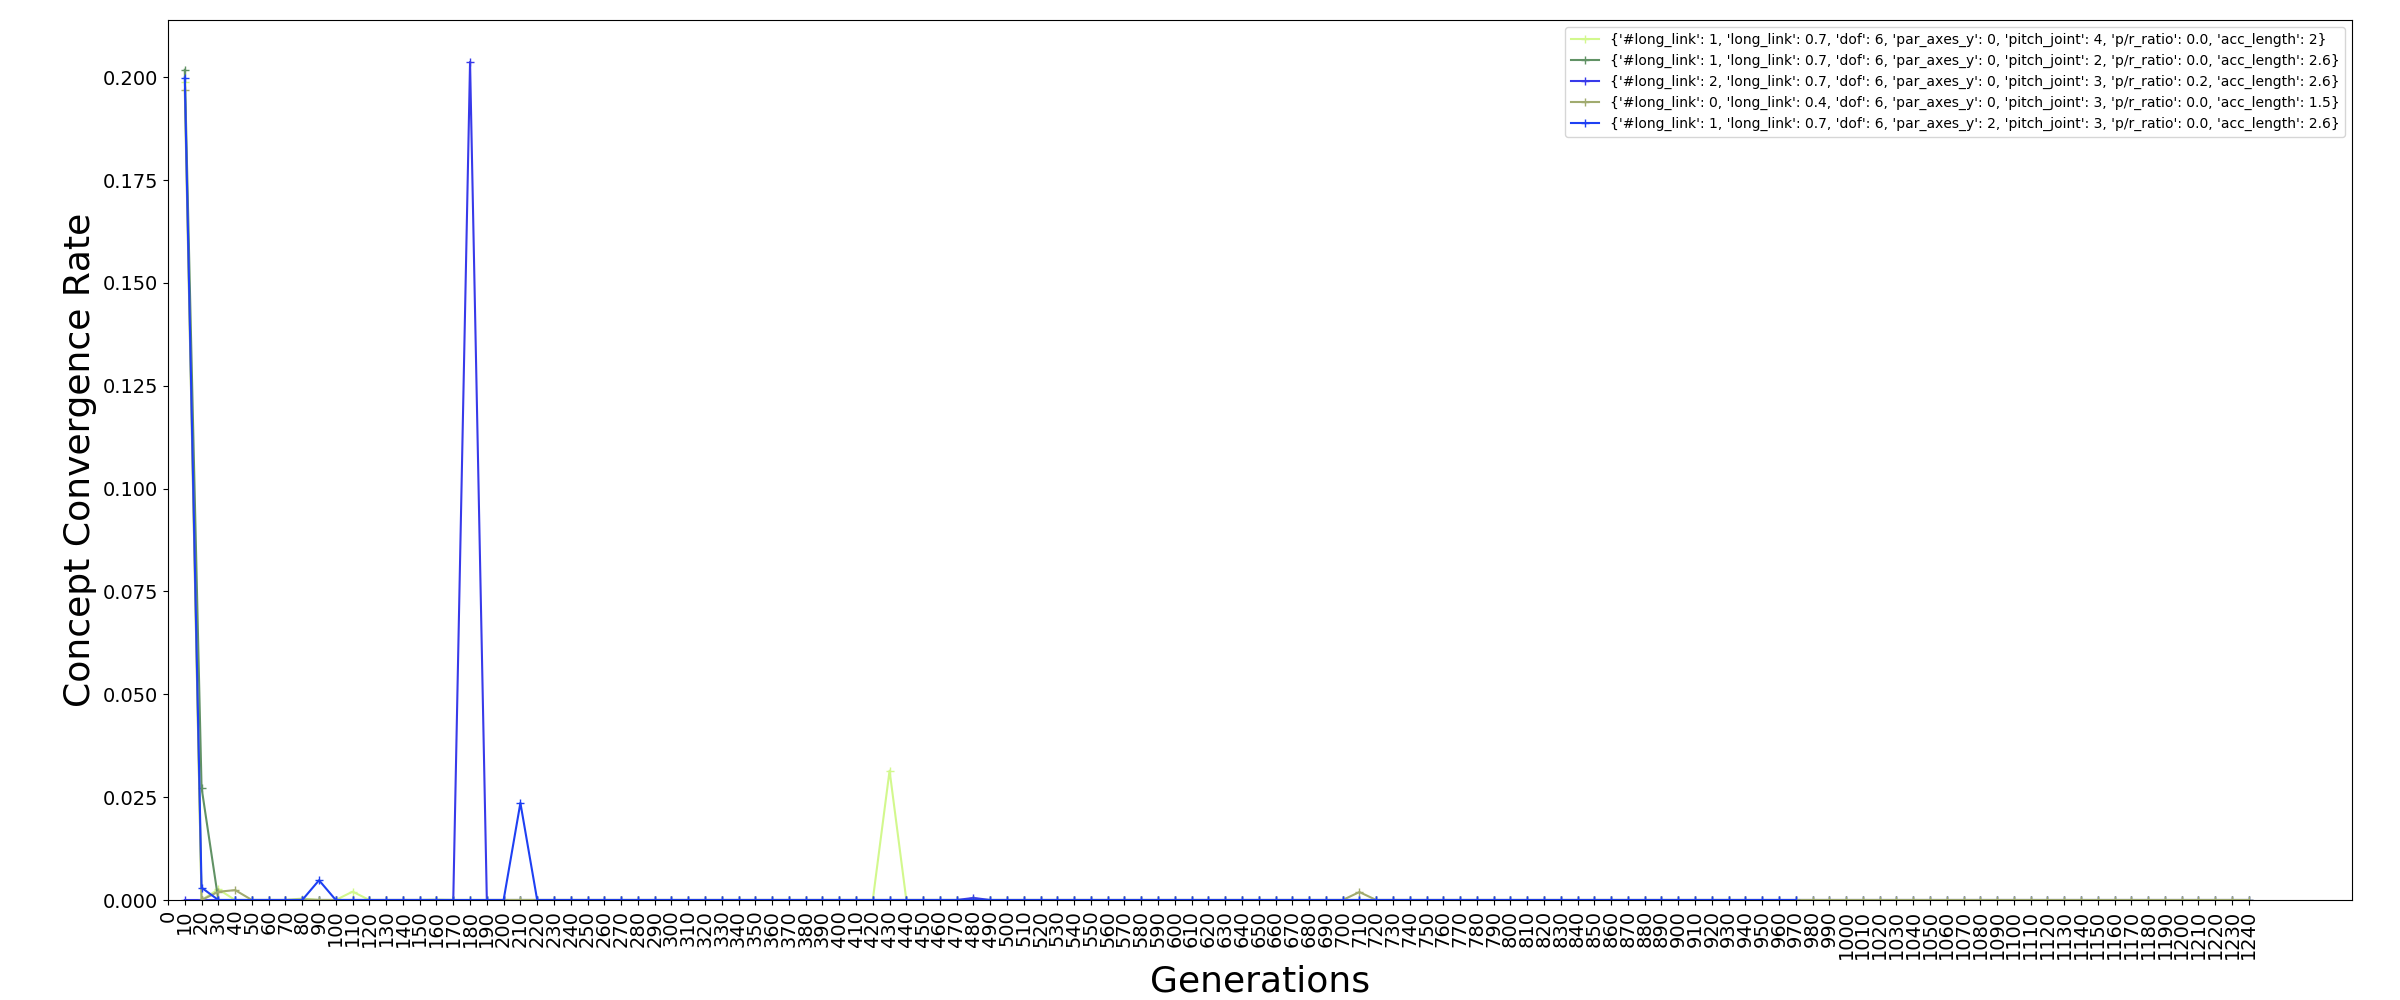 {'#long_link': 1, 'long_link': 0.7, 'dof': 6, 'par_axes_y': 0, 'pitch_joint': 4, 'p/r_ratio': 0.0, 'acc_length': 2}
{'#long_link': 1, 'long_link': 0.7, 'dof': 6, 'par_axes_y': 0, 'pitch_joint': 2, 'p/r_ratio': 0.0, 'acc_length': 2.6}
{'#long_link': 2, 'long_link': 0.7, 'dof': 6, 'par_axes_y': 0, 'pitch_joint': 3, 'p/r_ratio': 0.2, 'acc_length': 2.6}
{'#long_link': 0, 'long_link': 0.4, 'dof': 6, 'par_axes_y': 0, 'pitch_joint': 3, 'p/r_ratio': 0.0, 'acc_length': 1.5}
{'#long_link': 1, 'long_link': 0.7, 'dof': 6, 'par_axes_y': 2, 'pitch_joint': 3, 'p/r_ratio': 0.0, 'acc_length': 2.6}
Concept Convergence Rate
0.200
0.175
0.150
0.125
0.100
0.075
0.050
0.025
0.000
0 10 20 30 40 50 60 70 80 90 100 110 120 130 140 150 160 170 180 190 200 210 220 230 240 250 260 270 280 290 300 310 320 330 340 350 360 370 380 390 400 410 420 430 440 450 460 470 480 490 500 510 520 530 540 550 560 570 580 590 600 610 620 630 640 650 660 670 680 690 700 710 720 730 740 750 760 770 780 790 800 810 820 830 840 850 860 870 880 890 900 910 920 930 940 950 960 970 980 990 1000 1010 1020 1030 1040 1050 1060 1070 1080 1090 1100 1110 1120 1130 1140 1150 1160 1170 1180 1190 1200 1210 1220 1230 1240
Generations